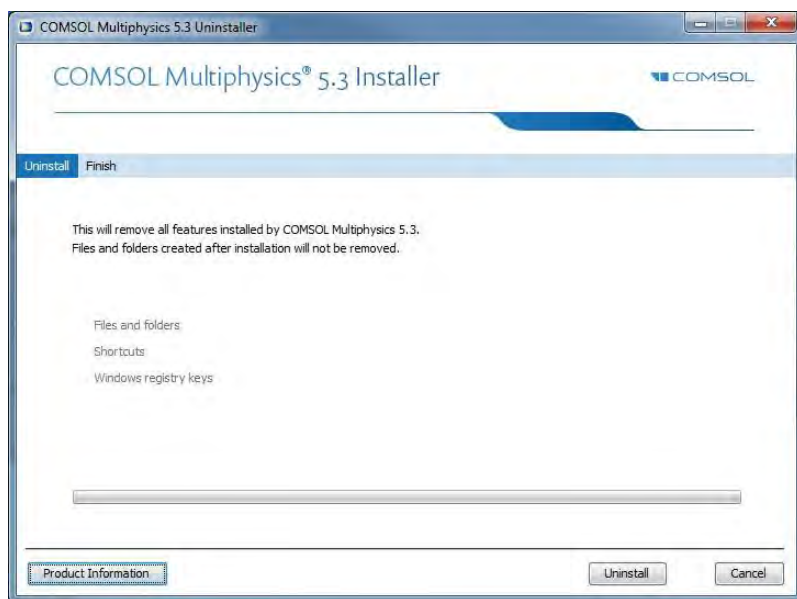 COMSOL Multiphysics 5.3 Uninstaller
COMSOL Multiphysics® 5.3 Installer
COMSOL
Uninstall Finish
This will remove all features installed by COMSOL Multiphysics 5.3.
Files and folders created after installation will not be removed.
Files and folders
Shortcuts
Windows registry keys
Product Information Uninstall Cancel